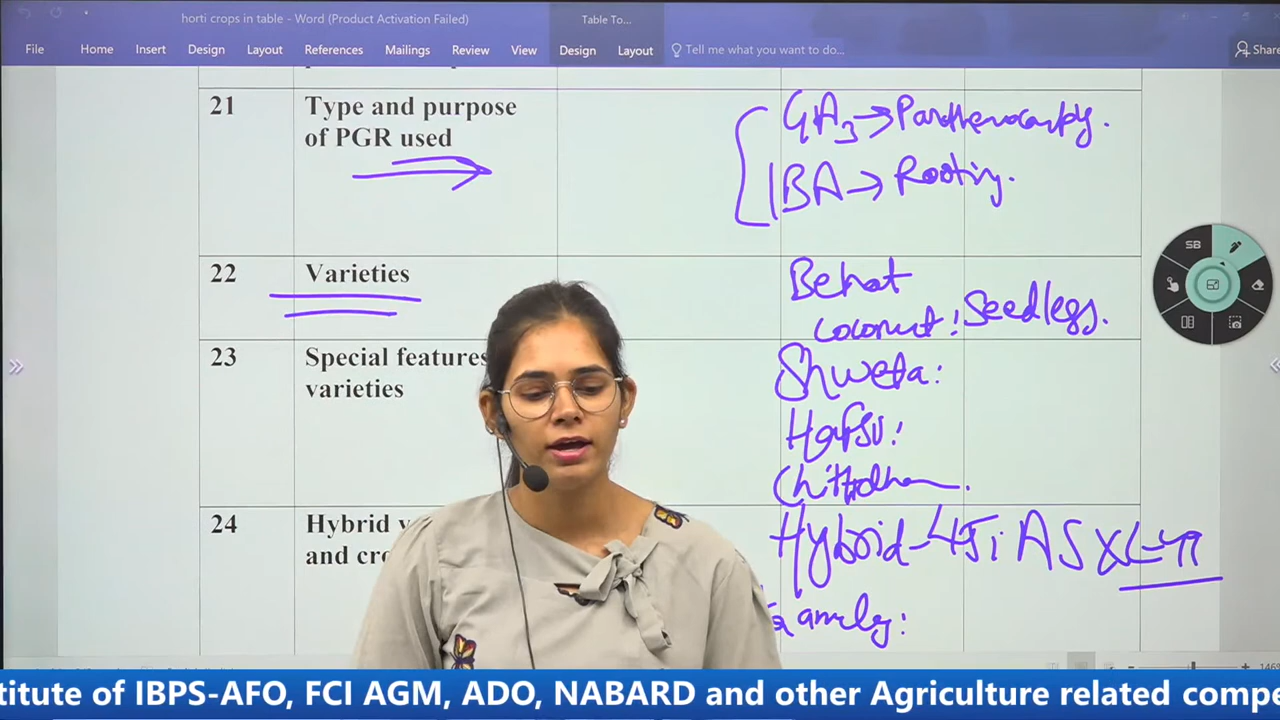 horti crops in table - Word (Product Activation Failed)
Table To...
File Home Insert Design Layout References Mailings Review View Design Layout Tell me what you want to do... Share
21 Type and purpose of PGR used
GA3 → Parthenocarpy.
IBA → Rooting.
22 Varieties
Behat coconut: Seedless.
23 Special features varieties
Shweta:
Hafsi:
Chittidhar
24 Hybrid
and cro
Hybrid - AS X L-49
Family:
SB
146%
titute of IBPS-AFO, FCI AGM, ADO, NABARD and other Agriculture related compe